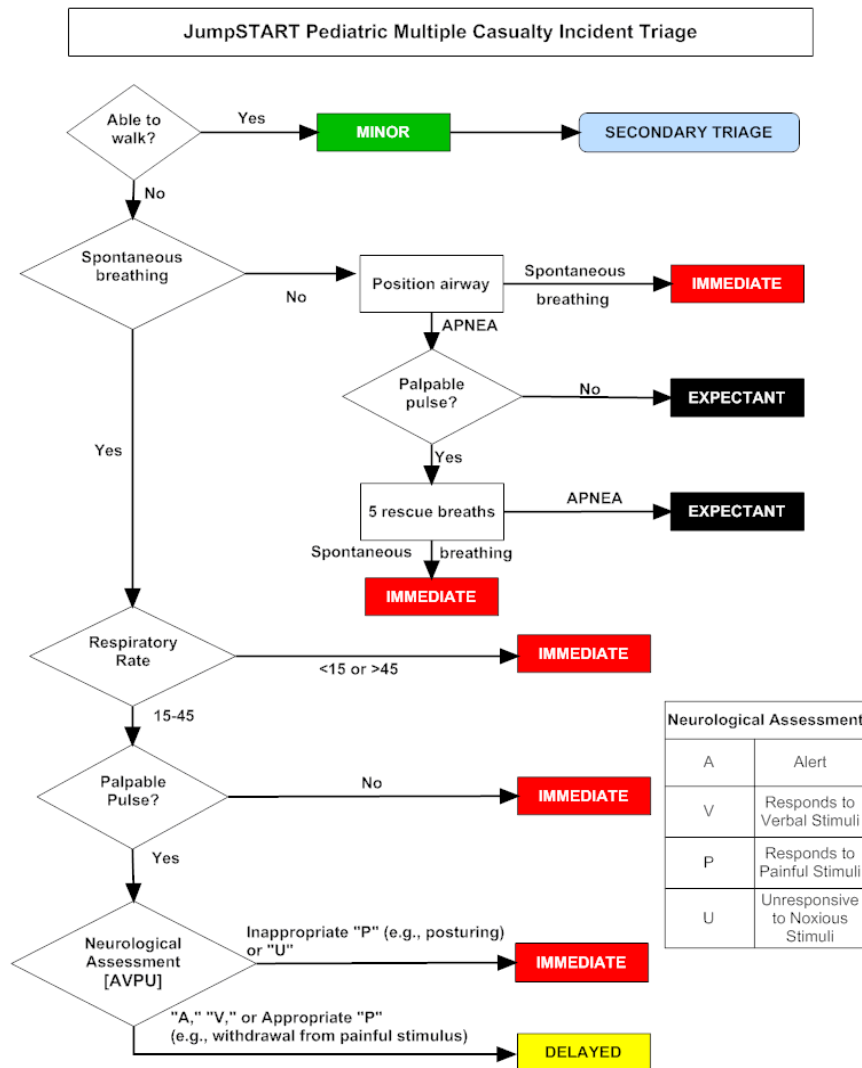 JumpSTART Pediatric Multiple Casualty Incident Triage
Able to
walk?
Yes
MINOR
SECONDARY TRIAGE
No
Spontaneous
breathing
No
Position airway
Spontaneous
breathing
IMMEDIATE
APNEA
Palpable
pulse?
No
EXPECTANT
Yes
Yes
5 rescue breaths
APNEA
EXPECTANT
Spontaneous
breathing
IMMEDIATE
Respiratory
Rate
<15 or >45
IMMEDIATE
15-45
Palpable
Pulse?
No
IMMEDIATE
Yes
Neurological
Assessment
[AVPU]
Inappropriate "P" (e.g., posturing)
or "U"
IMMEDIATE
"A," "V," or Appropriate "P"
(e.g., withdrawal from painful stimulus)
DELAYED
Neurological Assessment
A
Alert
V
Responds to
Verbal Stimuli
P
Responds to
Painful Stimuli
U
Unresponsive
to Noxious
Stimuli